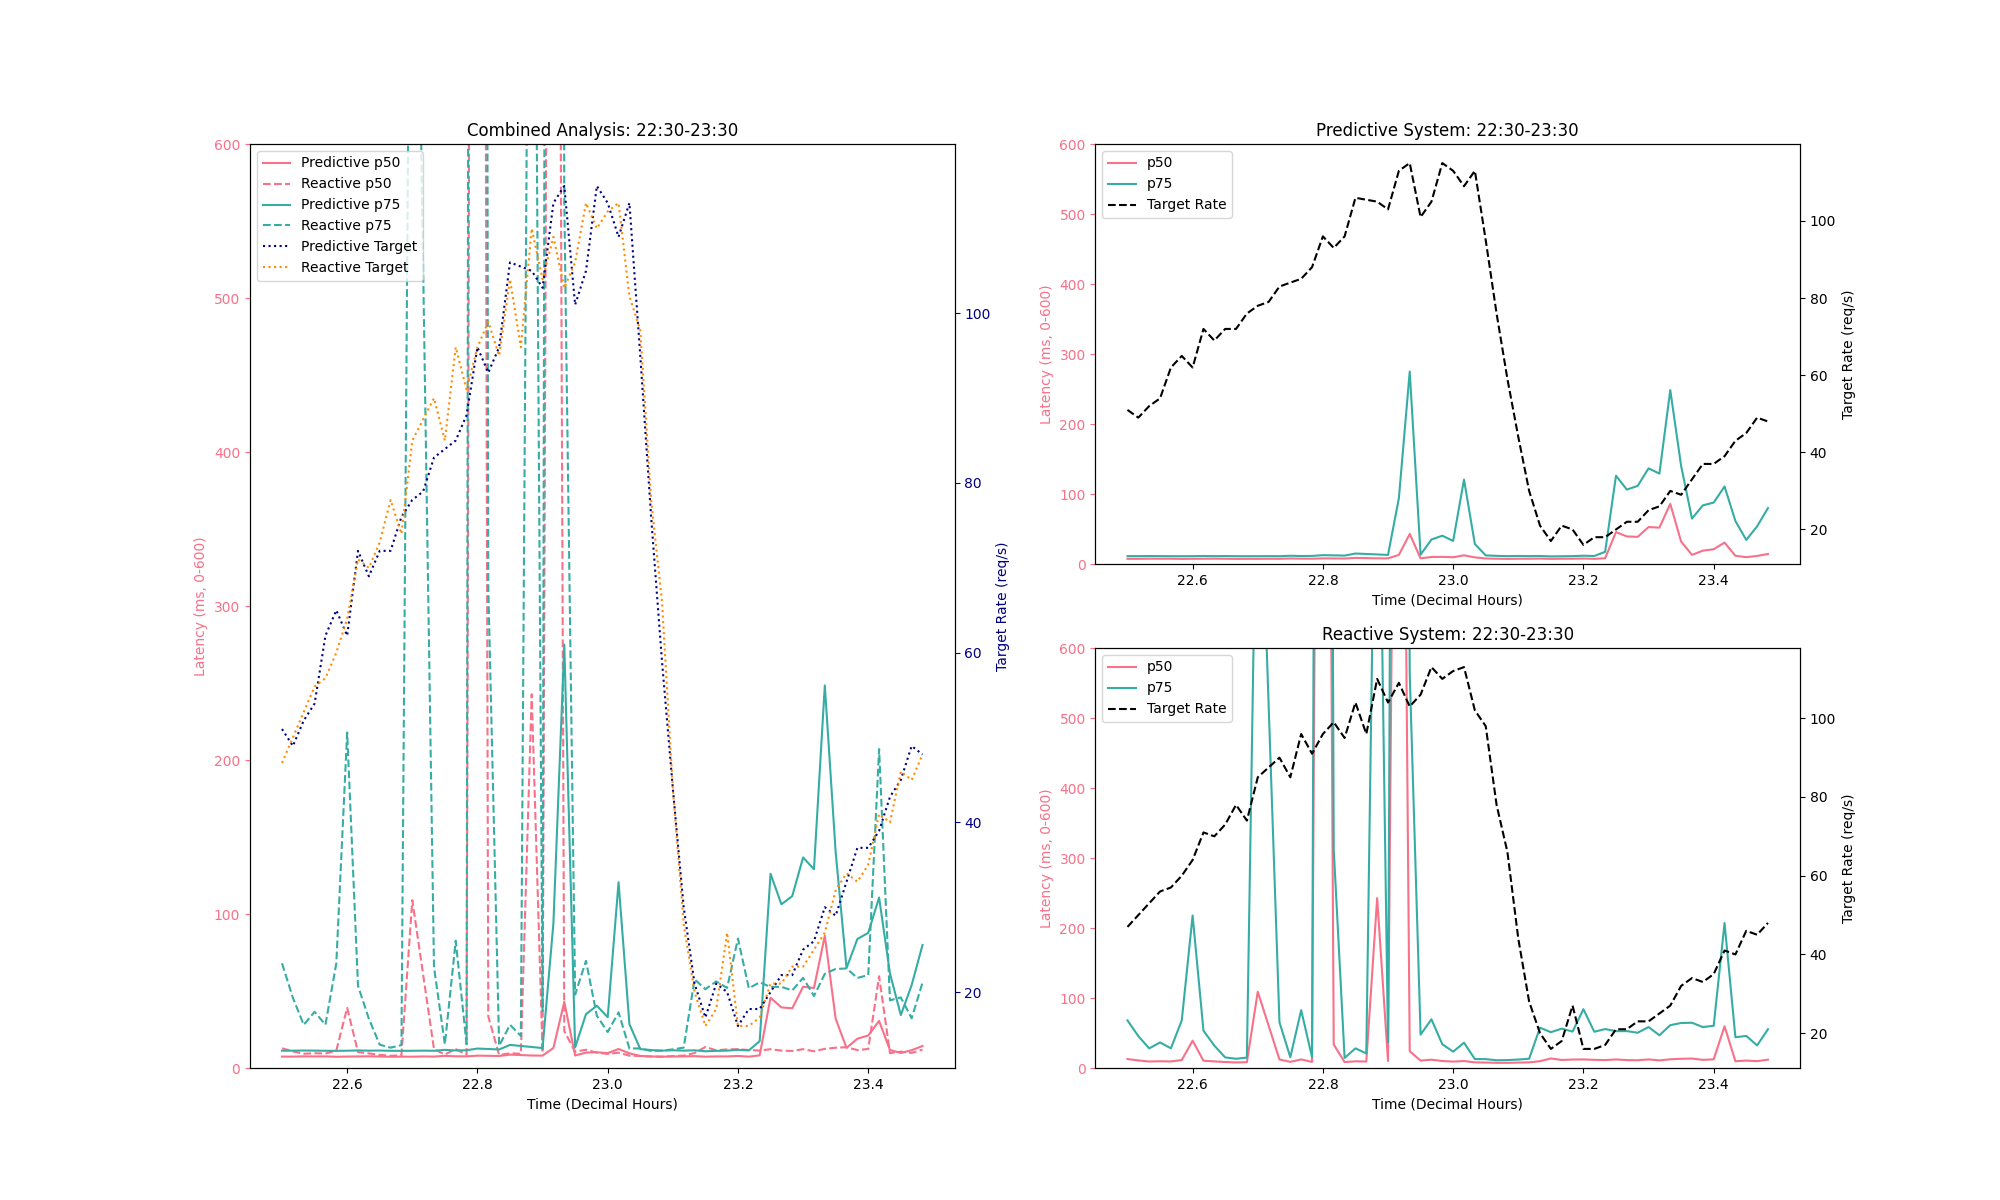 Combined Analysis: 22:30-23:30
600
500
400
300
200
100
0
Latency (ms, 0-600)
Predictive p50
Reactive p50
Predictive p75
Reactive p75
Predictive Target
Reactive Target
100
80
60
40
20
Target Rate (req/s)
22.6 22.8 23.0 23.2 23.4
Time (Decimal Hours)
Predictive System: 22:30-23:30
600
500
400
300
200
100
0
Latency (ms, 0-600)
p50
p75
Target Rate
100
80
60
40
20
Target Rate (req/s)
22.6 22.8 23.0 23.2 23.4
Time (Decimal Hours)
Reactive System: 22:30-23:30
600
500
400
300
200
100
0
Latency (ms, 0-600)
p50
p75
Target Rate
100
80
60
40
20
Target Rate (req/s)
22.6 22.8 23.0 23.2 23.4
Time (Decimal Hours)